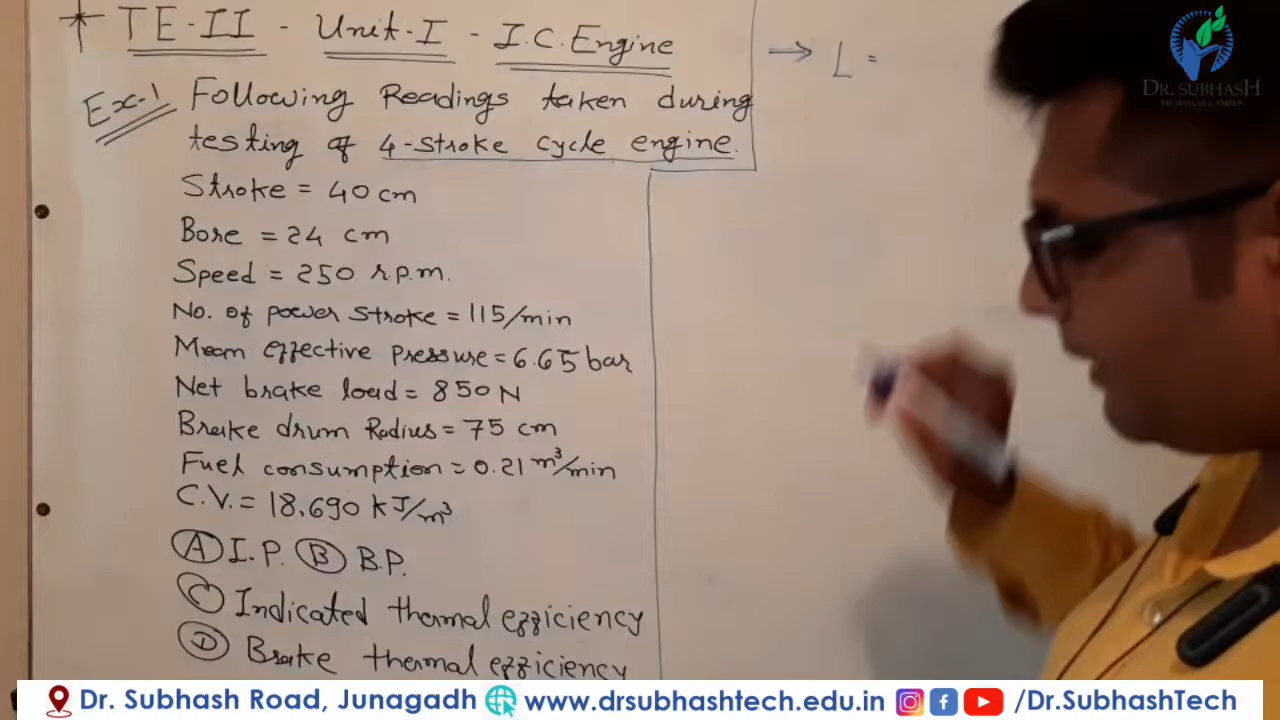 TE-II - Unit-I - I.C.Engine
Ex-1 Following Readings taken during
testing of 4-stroke cycle engine.
Stroke = 40 cm
Bore = 24 cm
Speed = 250 r.p.m.
No. of power stroke = 115/min
Mean effective pressure = 6.65 bar
Net brake load = 850 N
Brake drum Radius = 75 cm
Fuel consumption = 0.21 m³/min
C.V. = 18,690 kJ/m³
(A) I.P. (B) B.P.
(C) Indicated thermal efficiency
(D) Brake thermal efficiency
→ L =
DR. SUBHASH
Dr. Subhash Road, Junagadh www.drsubhashtech.edu.in /Dr.SubhashTech